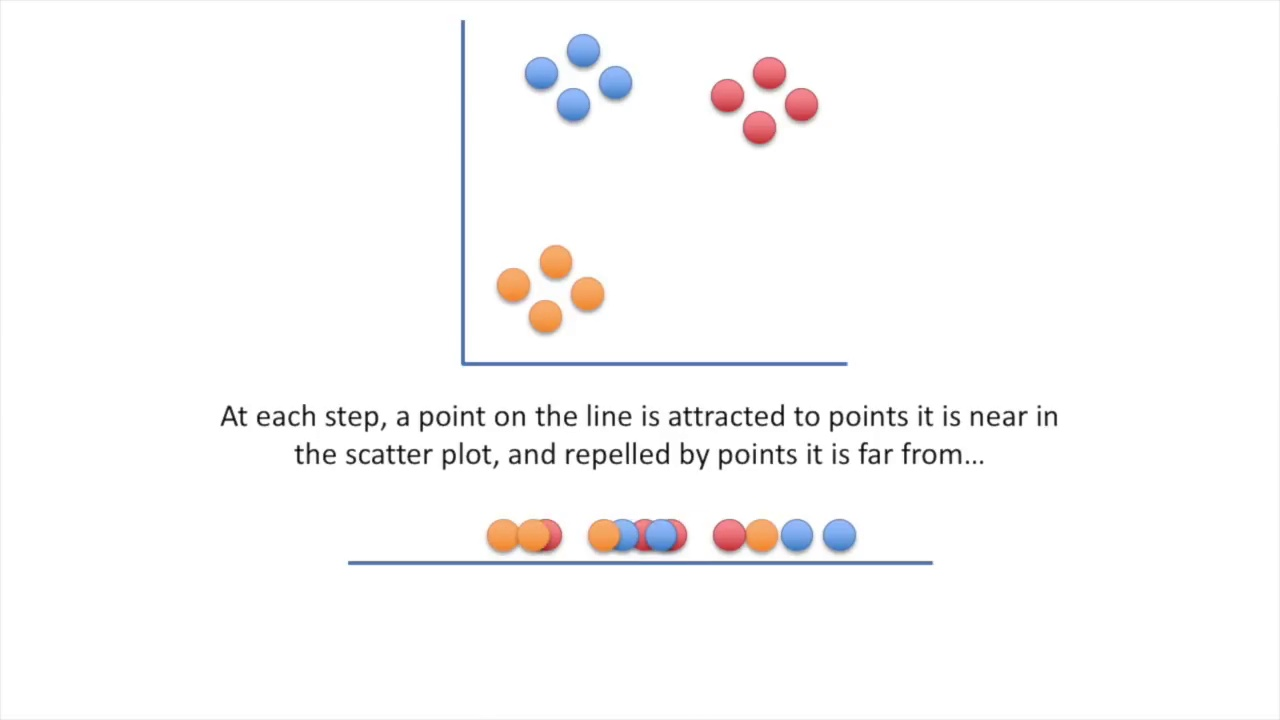 At each step, a point on the line is attracted to points it is near in
the scatter plot, and repelled by points it is far from…